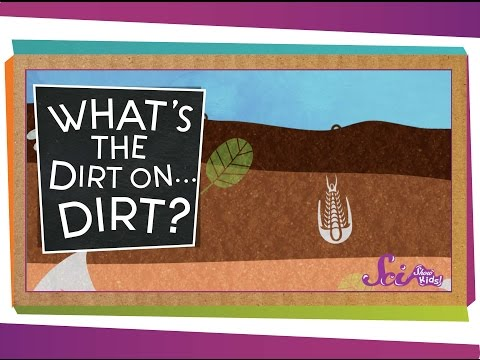 WHAT'S
THE
DIRT ON...
DIRT?
Sci Show
Kids!